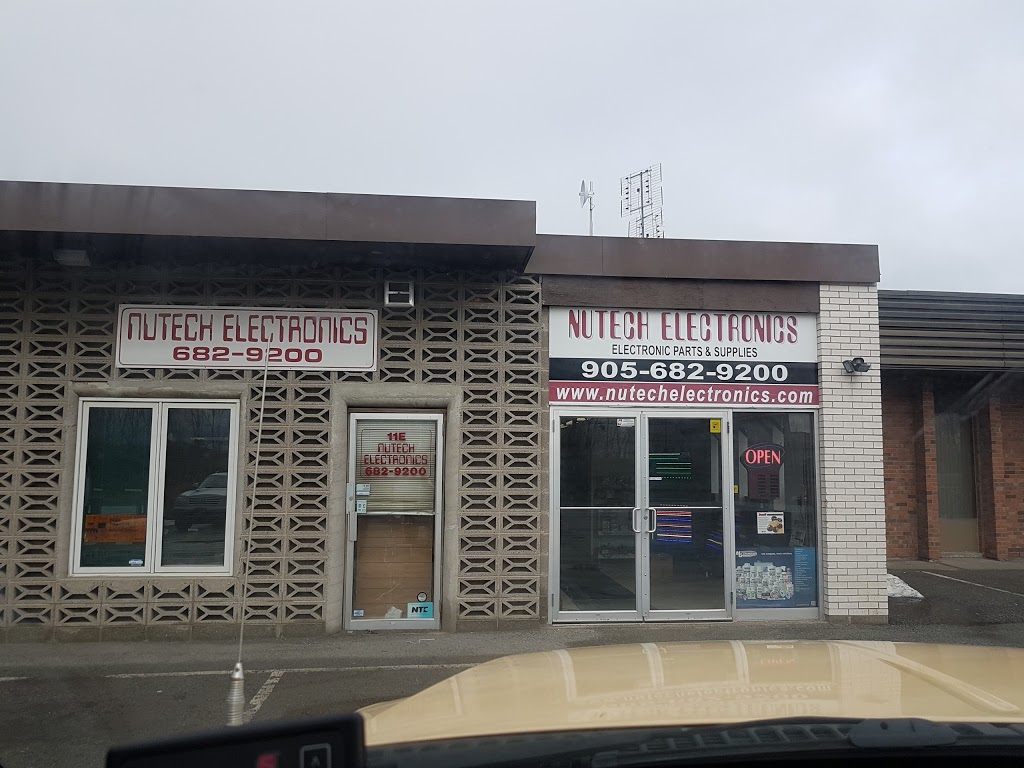 NUTECH ELECTRONICS
682-9200
11E
NUTECH
ELECTRONICS
682-9200
NTE
NUTECH ELECTRONICS
ELECTRONIC PARTS & SUPPLIES
905-682-9200
www.nutechelectronics.com
OPEN